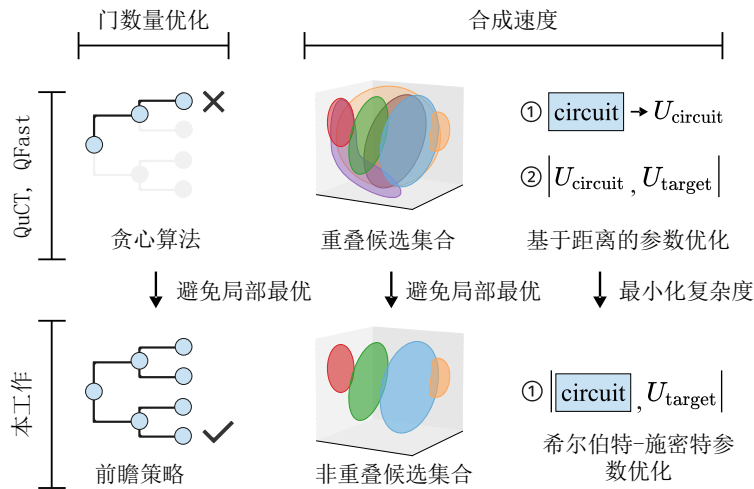 门数量优化
合成速度
QuCT, QFast
① circuit → U_circuit
② |U_circuit , U_target|
贪心算法
重叠候选集合
基于距离的参数优化
避免局部最优
避免局部最优
最小化复杂度
本工作
① |circuit , U_target|
前瞻策略
非重叠候选集合
希尔伯特-施密特参
数优化